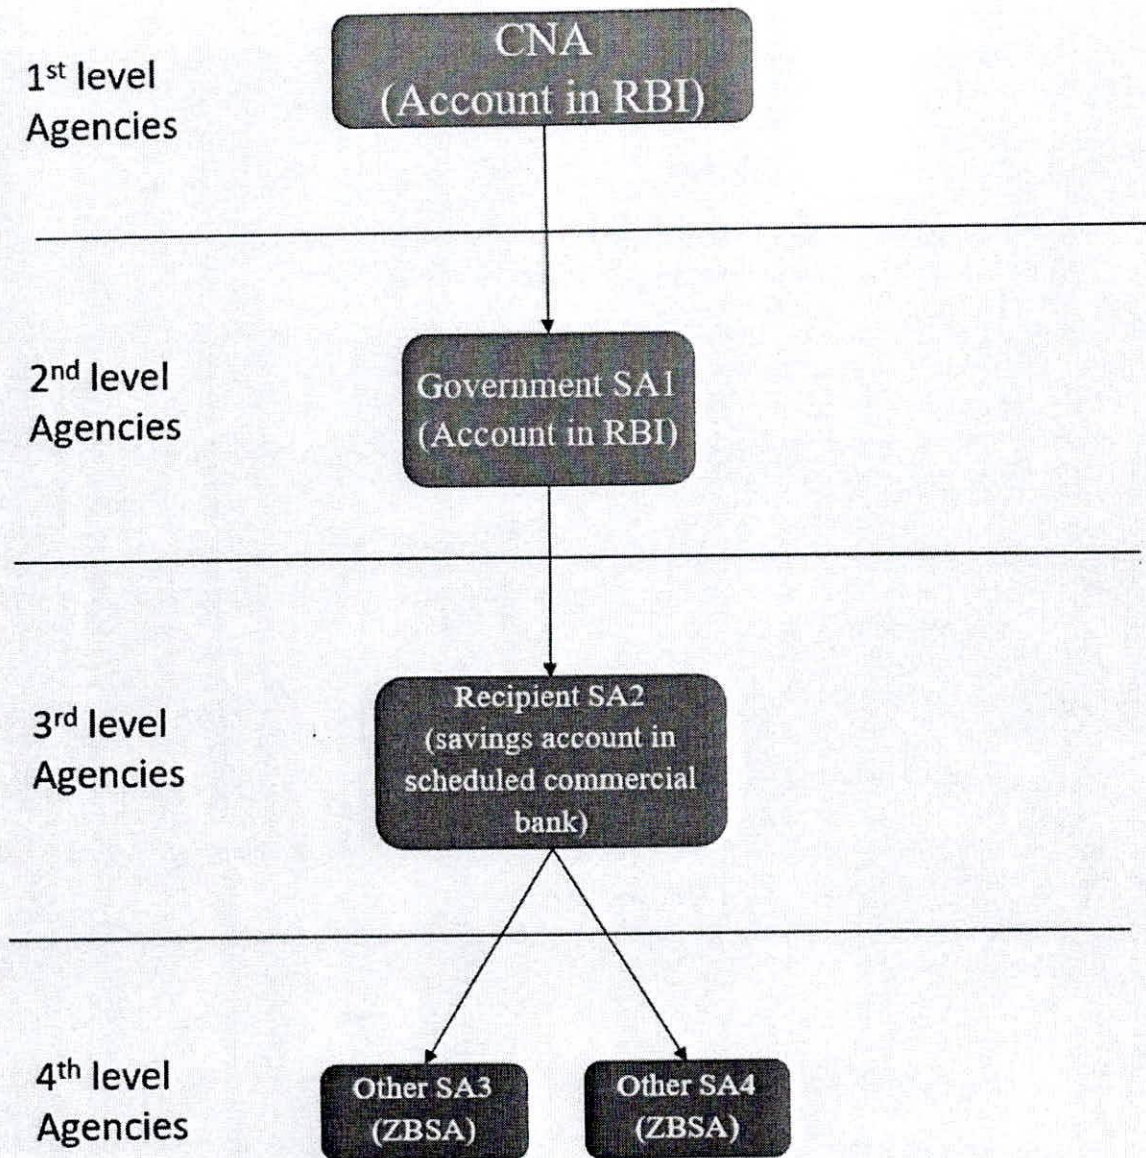 1st level
Agencies
CNA
(Account in RBI)
2nd level
Agencies
Government SA1
(Account in RBI)
3rd level
Agencies
Recipient SA2
(savings account in
scheduled commercial
bank)
4th level
Agencies
Other SA3
(ZBSA)
Other SA4
(ZBSA)